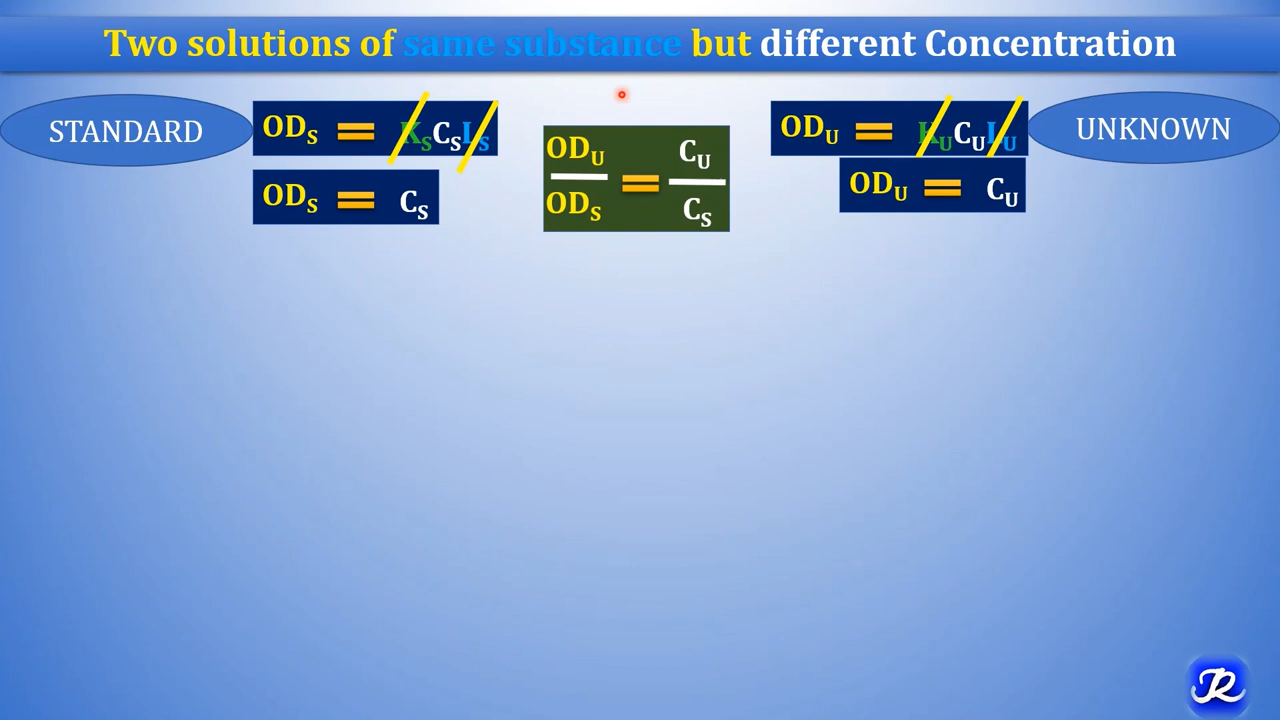 Two solutions of same substance but different Concentration
STANDARD
ODS = KSCSLS
ODS = CS
ODU = CU
ODS CS
ODU = KUCULU
ODU = CU
UNKNOWN
JR